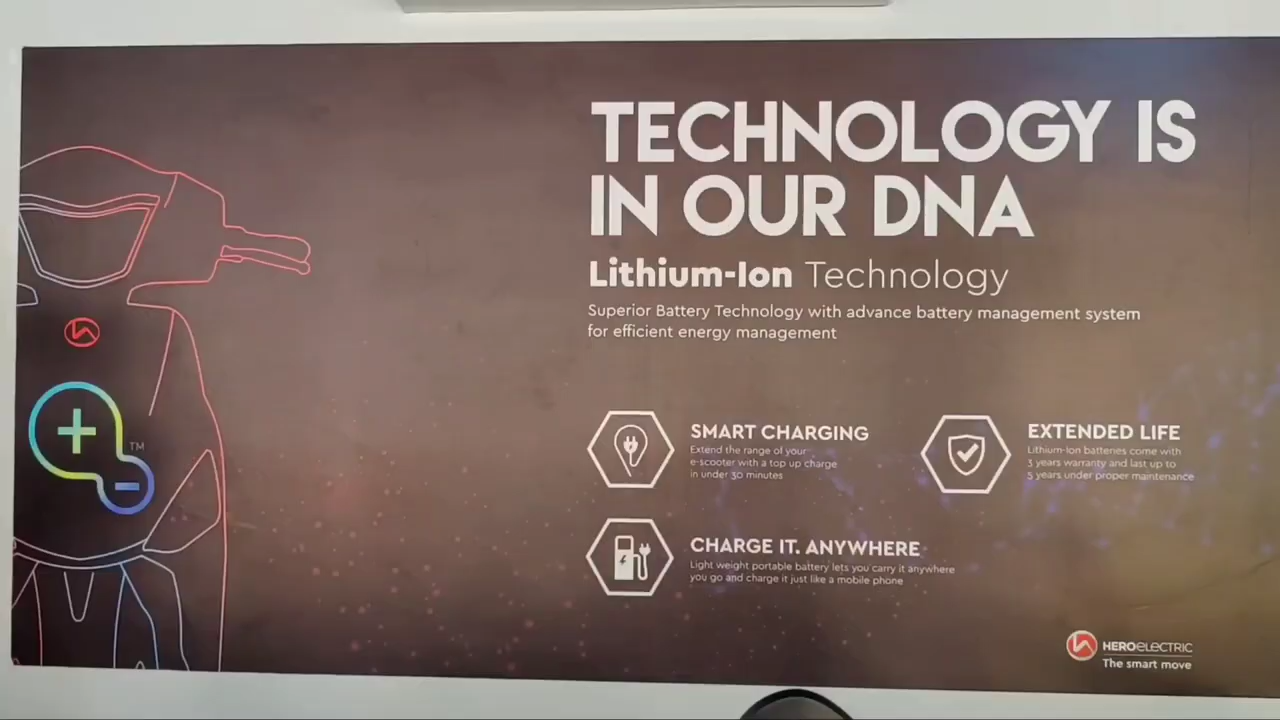 TECHNOLOGY IS
IN OUR DNA
Lithium-Ion Technology
Superior Battery Technology with advance battery management system
for efficient energy management
SMART CHARGING
Extend the range of your
e-scooter with a top up charge
in under 30 minutes
EXTENDED LIFE
Lithium-Ion batteries come with
3 years warranty and last up to
5 years under proper maintenance
CHARGE IT. ANYWHERE
Light weight portable battery lets you carry it anywhere
you go and charge it just like a mobile phone
TM
HEROELECTRIC
The smart move